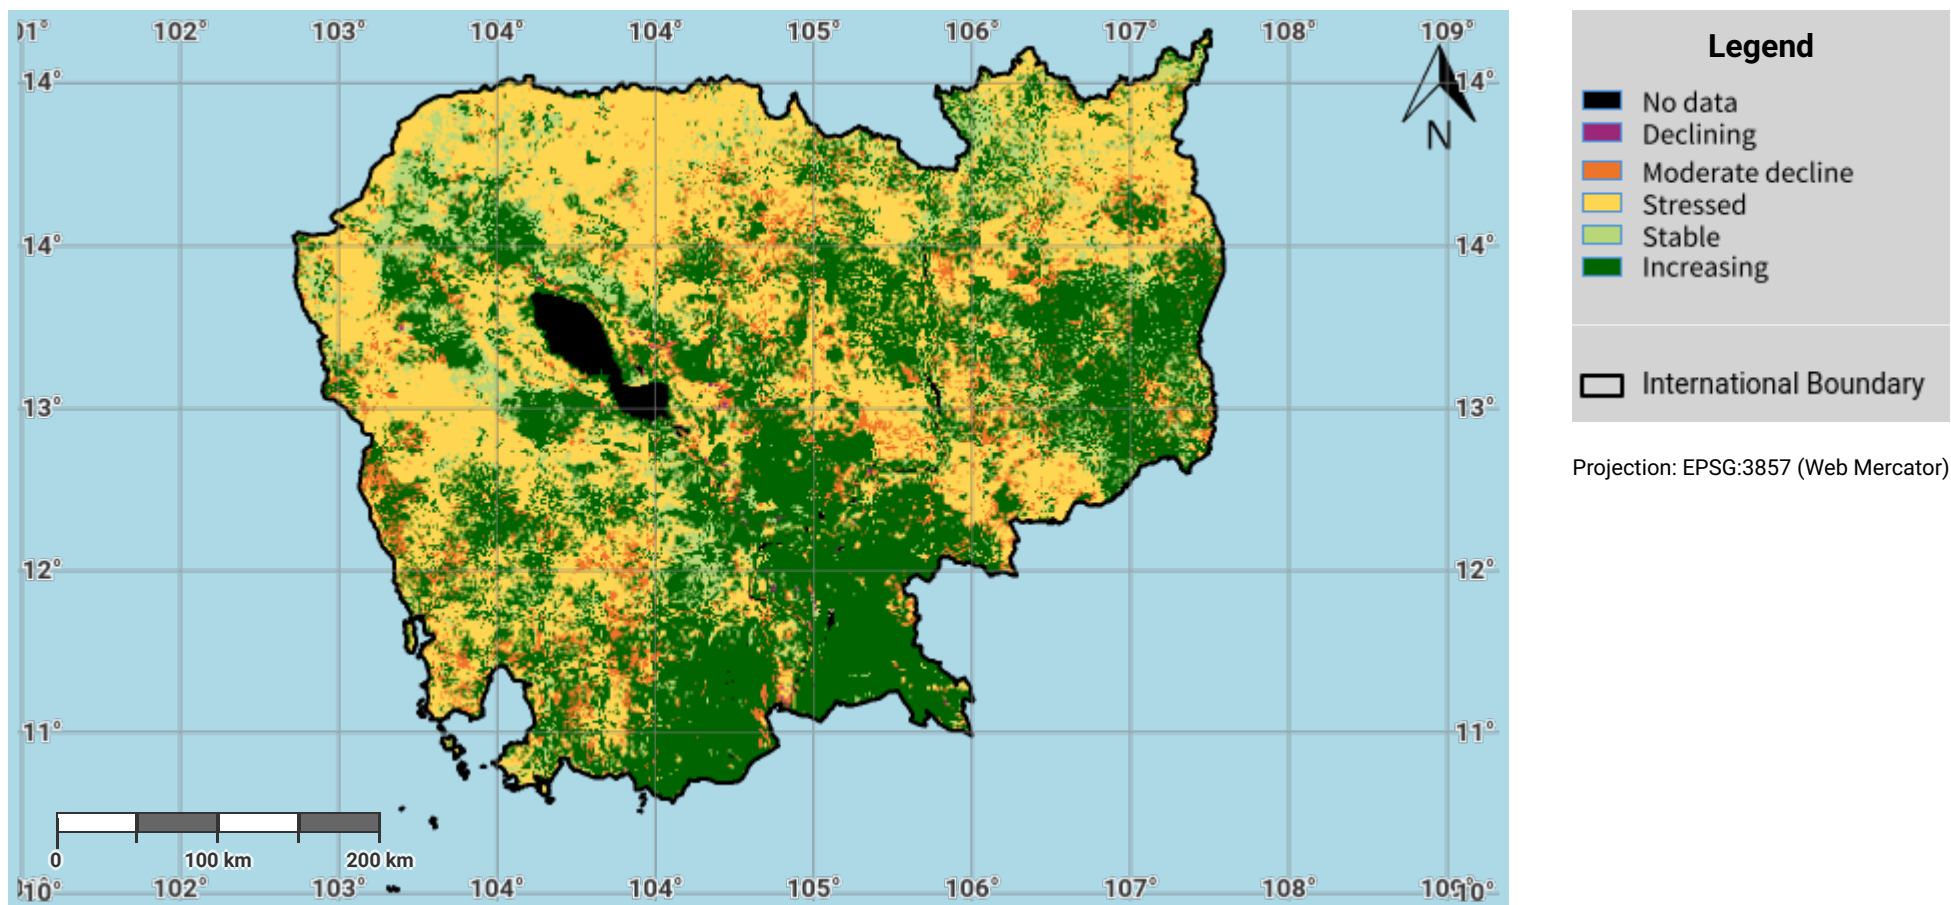 01° 102° 103° 104° 104° 105° 106° 107° 108° 109°
14° 14°
14° 14°
13° 13°
12° 12°
11° 11°
10° 102° 103° 104° 104° 105° 106° 107° 108° 10°
0 100 km 200 km
N
Legend
No data
Declining
Moderate decline
Stressed
Stable
Increasing
International Boundary
Projection: EPSG:3857 (Web Mercator)